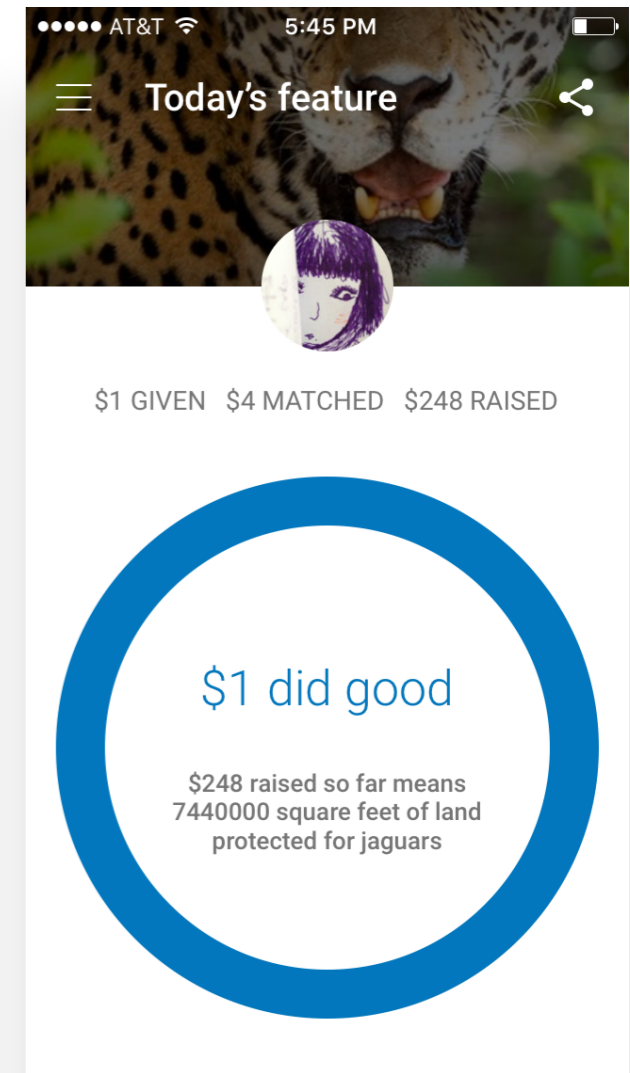 AT&T 5:45 PM
Today's feature
$1 GIVEN $4 MATCHED $248 RAISED
$1 did good
$248 raised so far means
7440000 square feet of land
protected for jaguars